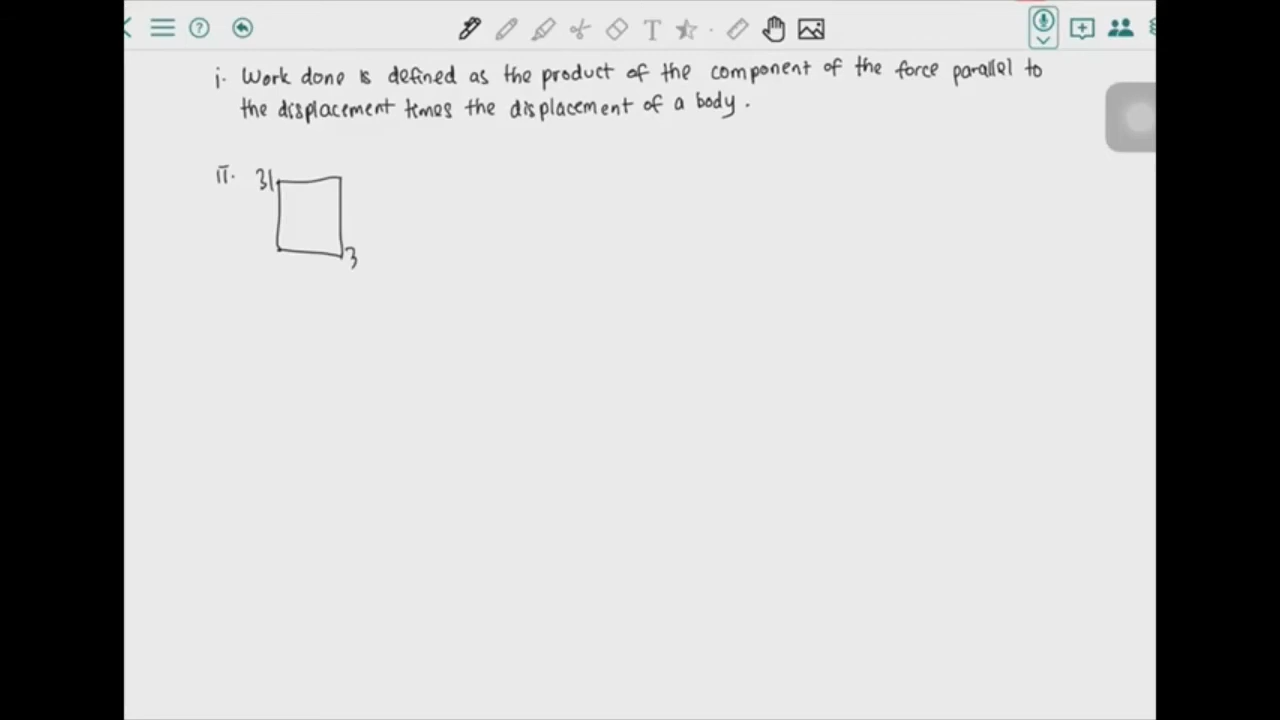 i. Work done is defined as the product of the component of the force parallel to
the displacement times the displacement of a body.
ii. 31
3